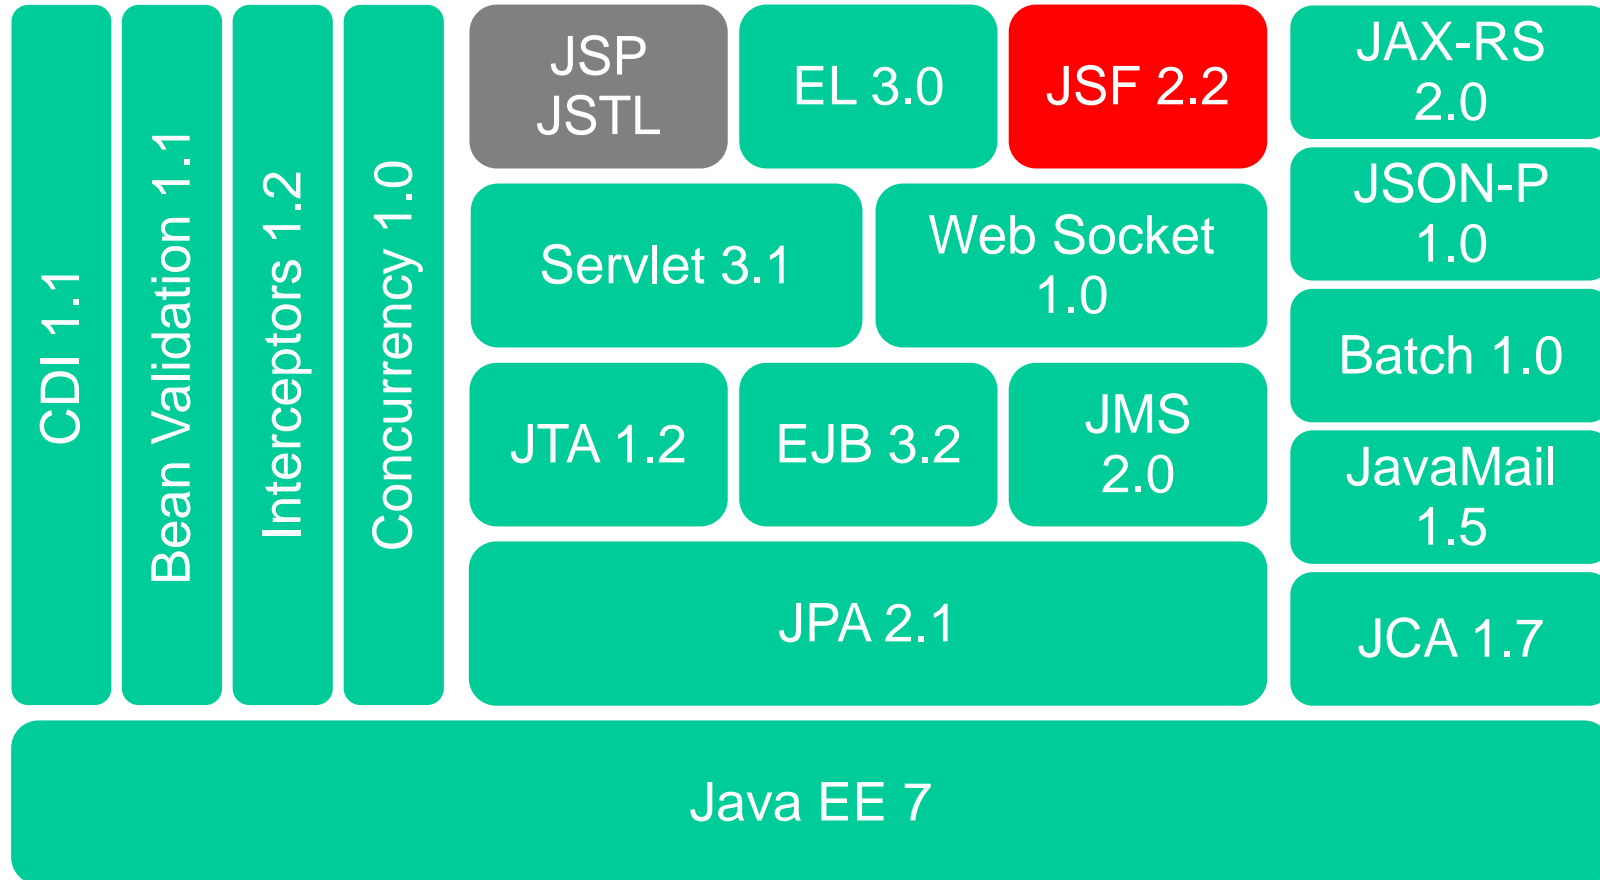 CDI 1.1
Bean Validation 1.1
Interceptors 1.2
Concurrency 1.0
JSP
JSTL
EL 3.0
JSF 2.2
Servlet 3.1
Web Socket
1.0
JTA 1.2
EJB 3.2
JMS
2.0
JPA 2.1
JAX-RS
2.0
JSON-P
1.0
Batch 1.0
JavaMail
1.5
JCA 1.7
Java EE 7